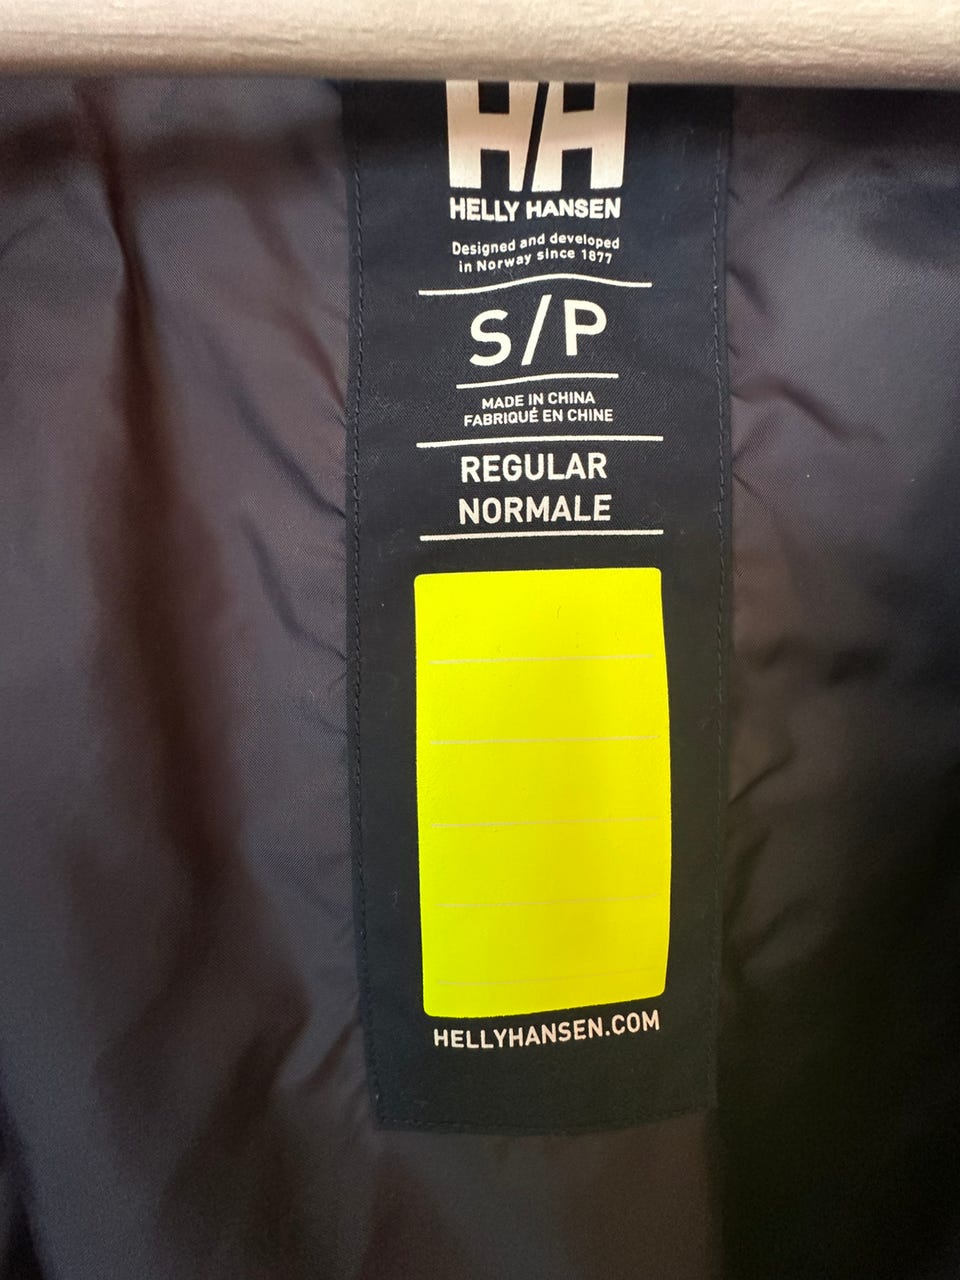 HH
HELLY HANSEN
Designed and developed
in Norway since 1877
S/P
MADE IN CHINA
FABRIQUÉ EN CHINE
REGULAR
NORMALE
HELLYHANSEN.COM